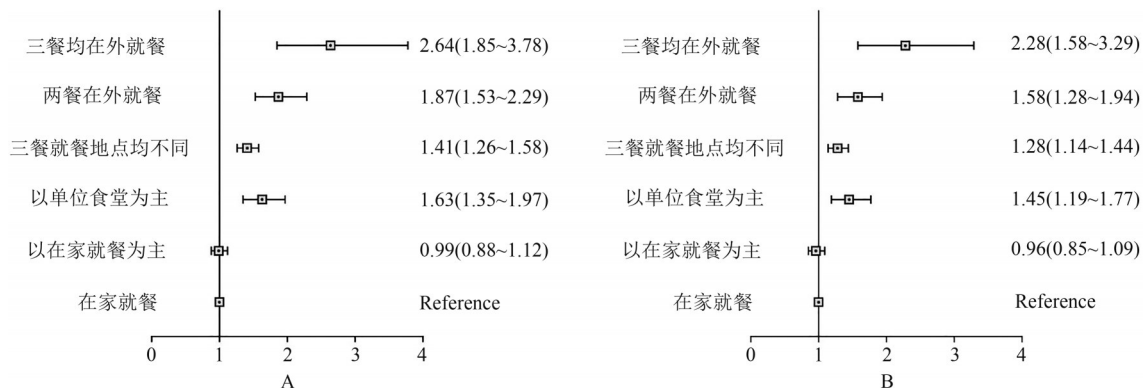 三餐均在外就餐
2.64(1.85~3.78)
两餐在外就餐
1.87(1.53~2.29)
三餐就餐地点均不同
1.41(1.26~1.58)
以单位食堂为主
1.63(1.35~1.97)
以在家就餐为主
0.99(0.88~1.12)
在家就餐
Reference
0 1 2 3 4
A
三餐均在外就餐
2.28(1.58~3.29)
两餐在外就餐
1.58(1.28~1.94)
三餐就餐地点均不同
1.28(1.14~1.44)
以单位食堂为主
1.45(1.19~1.77)
以在家就餐为主
0.96(0.85~1.09)
在家就餐
Reference
0 1 2 3 4
B